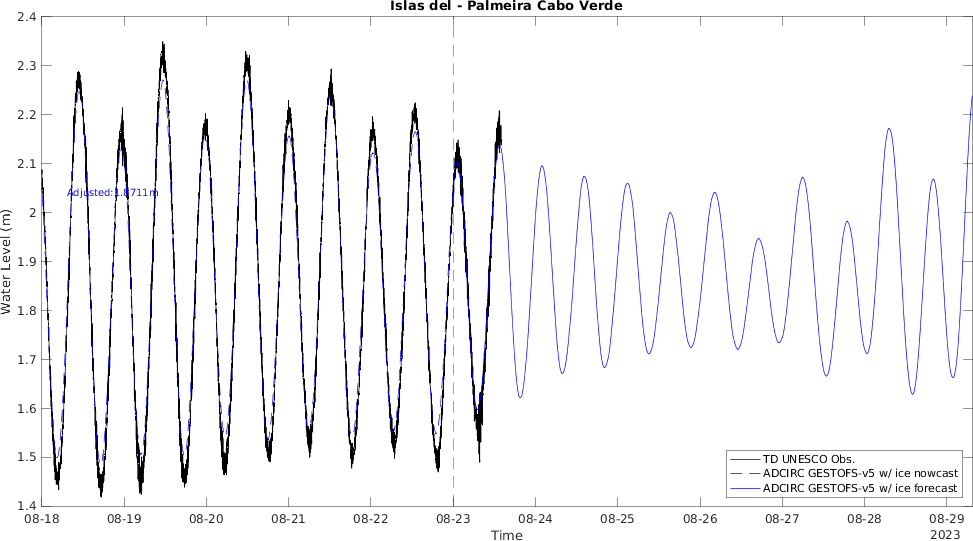 Islas del - Palmeira Cabo Verde
2.4
2.3
2.2
2.1
2
1.9
1.8
1.7
1.6
1.5
1.4
Water Level (m)
Adjusted:1.8711m
TD UNESCO Obs.
ADCIRC GESTOFS-v5 w/ ice nowcast
ADCIRC GESTOFS-v5 w/ ice forecast
08-18 08-19 08-20 08-21 08-22 08-23 08-24 08-25 08-26 08-27 08-28 08-29
2023
Time